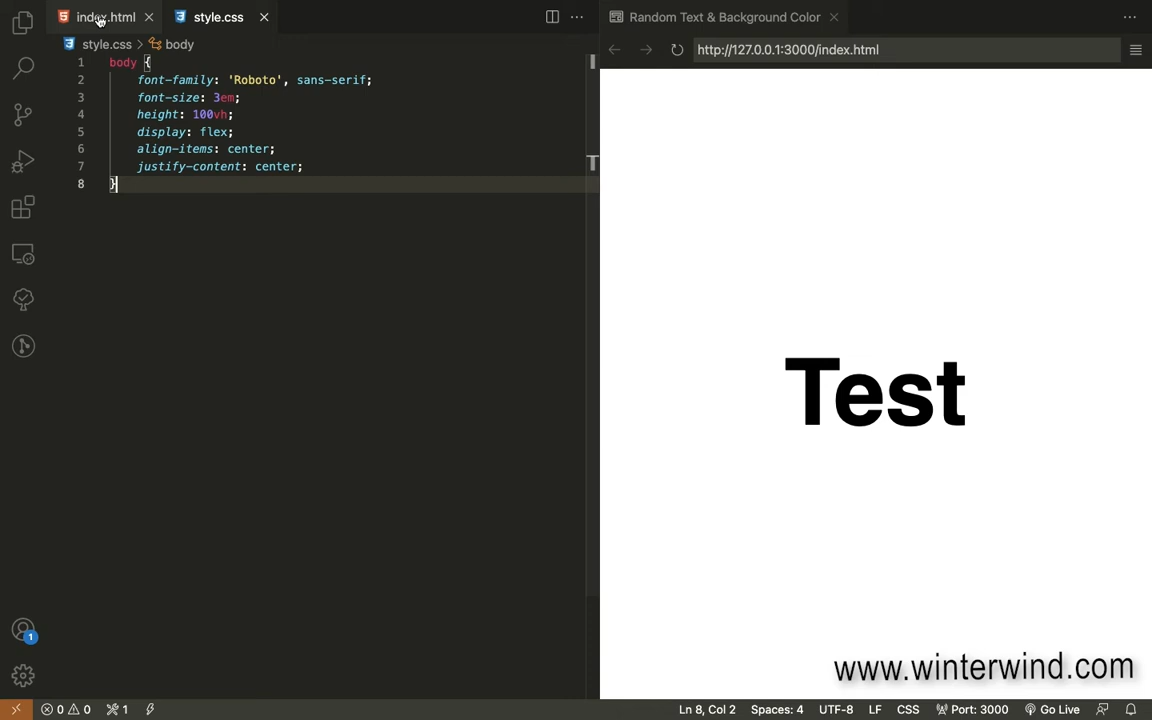 index.html
style.css
Random Text & Background Color
style.css > body
http://127.0.0.1:3000/index.html
1 body {
2 font-family: 'Roboto', sans-serif;
3 font-size: 3em;
4 height: 100vh;
5 display: flex;
6 align-items: center;
7 justify-content: center;
8 }
Test
www.winterwind.com
1
0 0 1 Ln 8, Col 2 Spaces: 4 UTF-8 LF CSS Port: 3000 Go Live